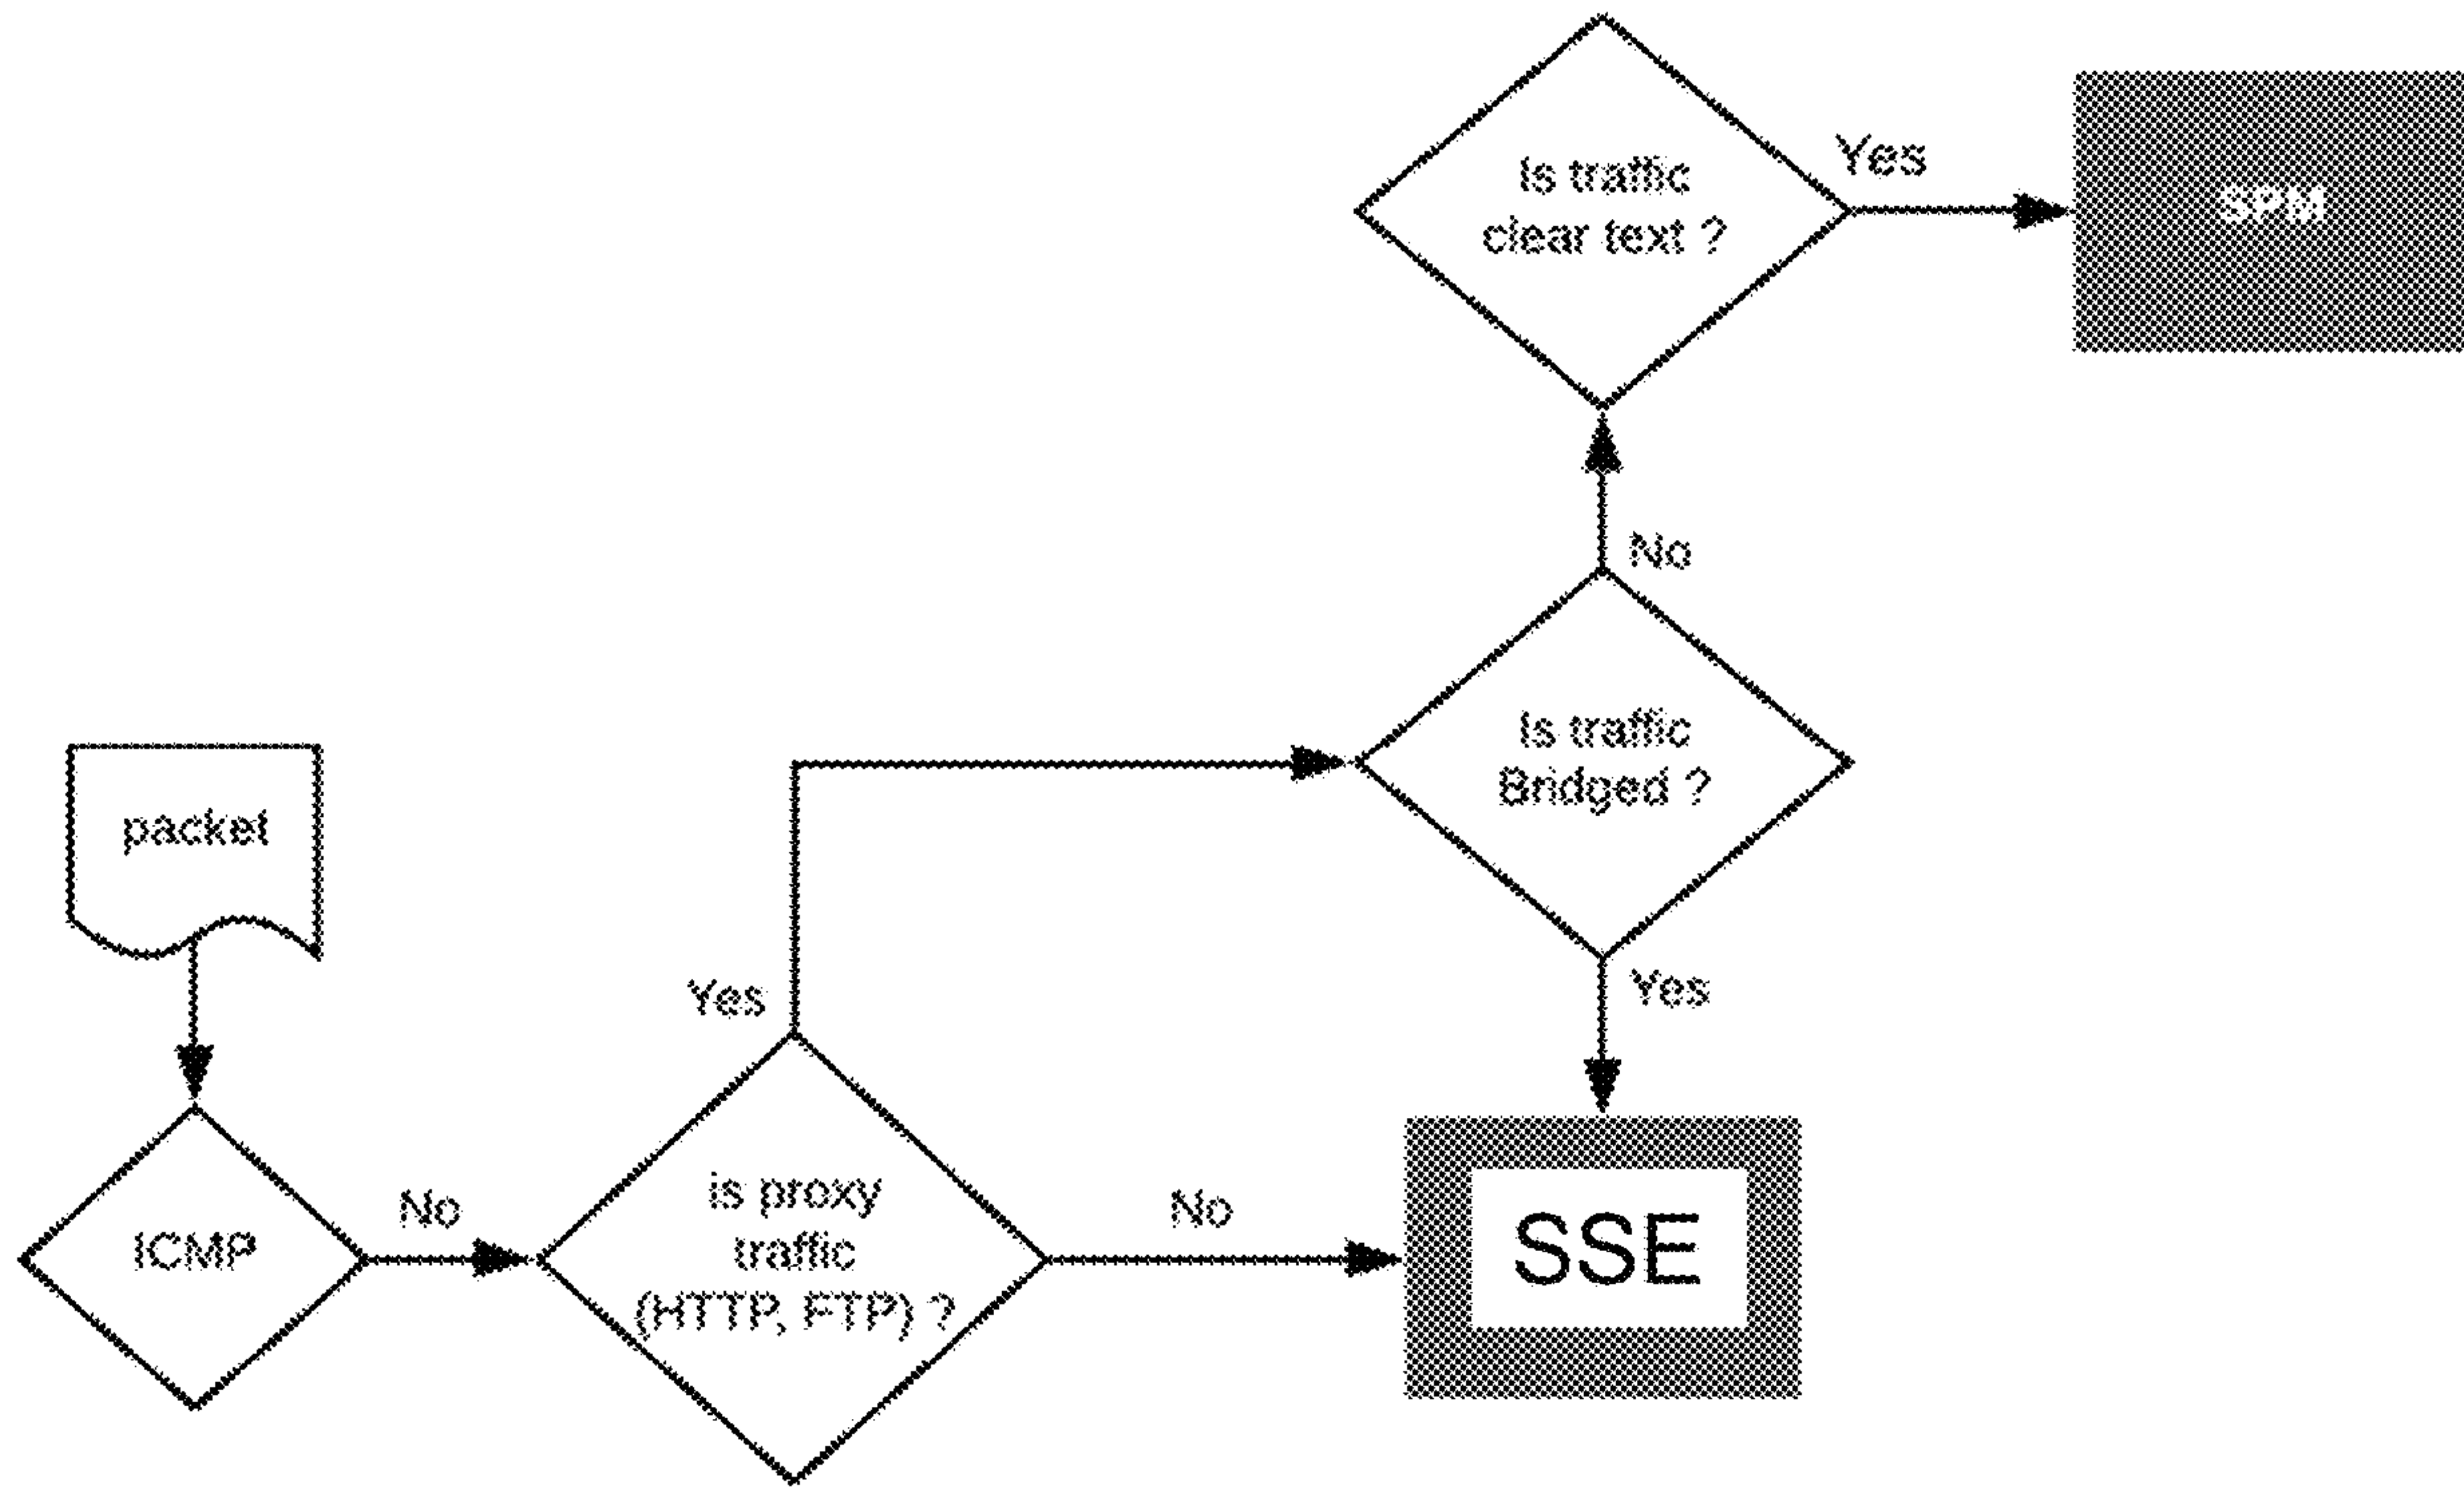 Is traffic
clear text ?
Yes
SPM
No
Is traffic
Bridged ?
packet
Yes
Yes
ICMP
No
is proxy
traffic
(HTTP, FTP) ?
No
SSE